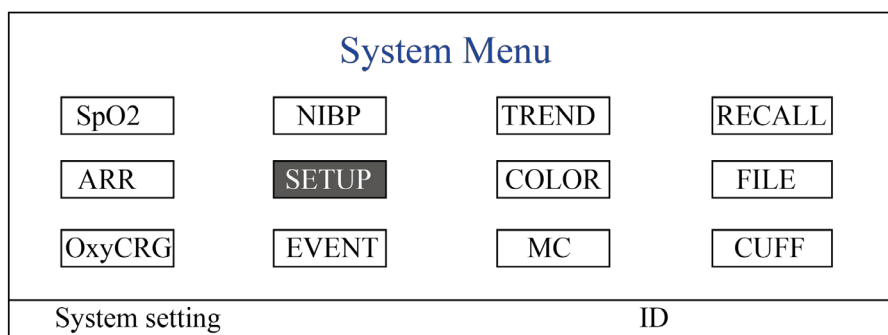 System Menu
SpO2 NIBP TREND RECALL
ARR SETUP COLOR FILE
OxyCRG EVENT MC CUFF
System setting ID